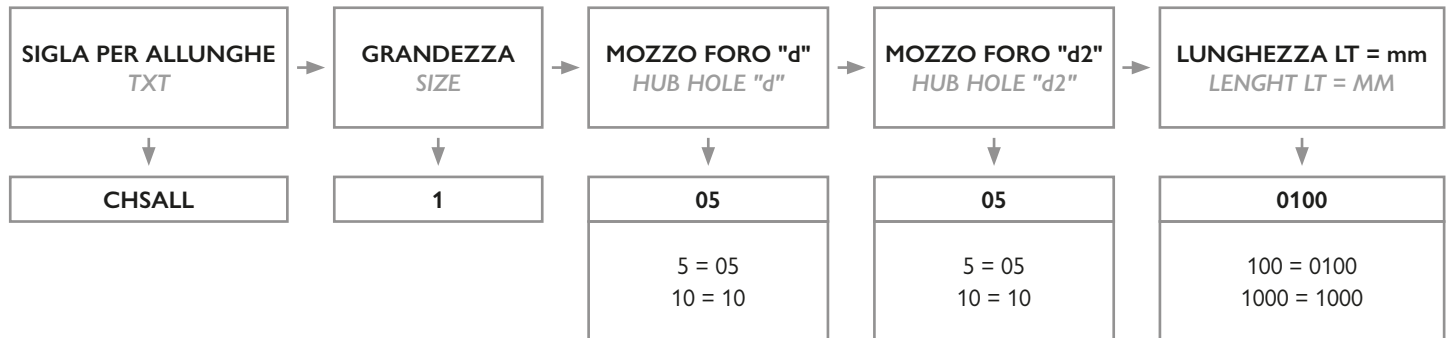 SIGLA PER ALLUNGHE
TXT
GRANDEZZA
SIZE
MOZZO FORO "d"
HUB HOLE "d"
MOZZO FORO "d2"
HUB HOLE "d2"
LUNGHEZZA LT = mm
LENGHT LT = MM
CHSALL
1
05
05
0100
5 = 05
10 = 10
5 = 05
10 = 10
100 = 0100
1000 = 1000